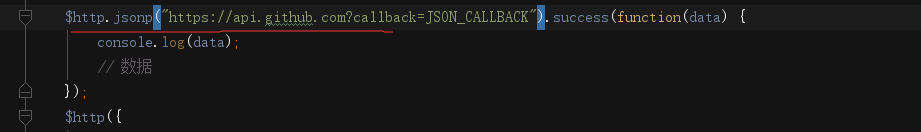 $http.jsonp("https://api.github.com?callback=JSON_CALLBACK").success(function(data) {
console.log(data);
// 数据
});
$http({